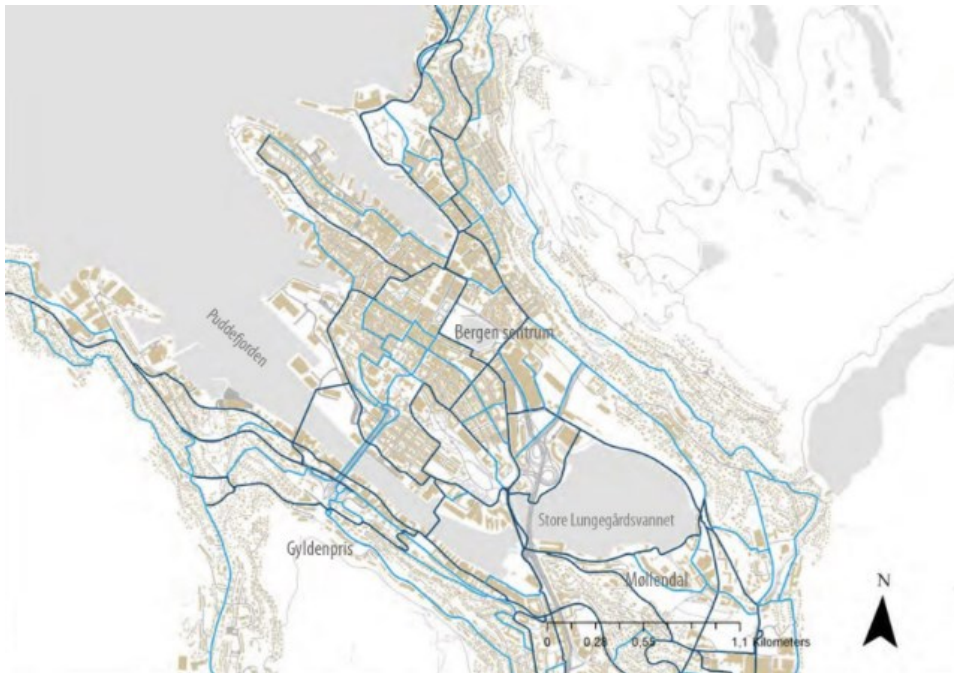 Puddefjorden
Bergen sentrum
Store Lungegårdsvannet
Gyldenpris
Møllendal
N
0 0,28 0,55 1,1 Kilometers